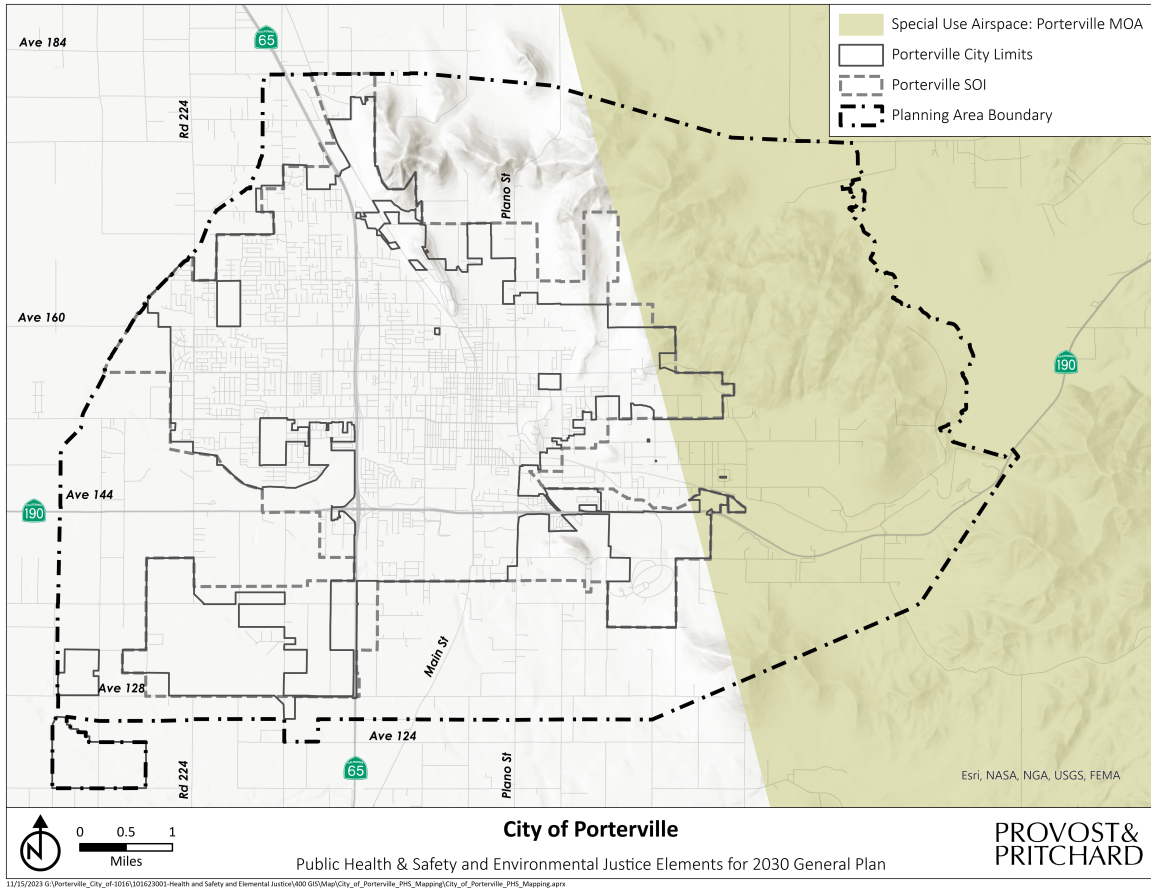 65
Ave 184
Rd 224
Special Use Airspace: Porterville MOA
Porterville City Limits
Porterville SOI
Planning Area Boundary
Plano St
Ave 160
190
Ave 144
190
Main St
Ave 128
Ave 124
Rd 224
65
Plano St
Esri, NASA, NGA, USGS, FEMA
0 0.5 1
Miles
City of Porterville
Public Health & Safety and Environmental Justice Elements for 2030 General Plan
PROVOST&
PRITCHARD
N
11/15/2023 G:\Porterville_City_of-1016\101623001-Health and Safety and Elemental Justice\400 GIS\Map\City_of_Porterville_PHS_Mapping\City_of_Porterville_PHS_Mapping.aprx